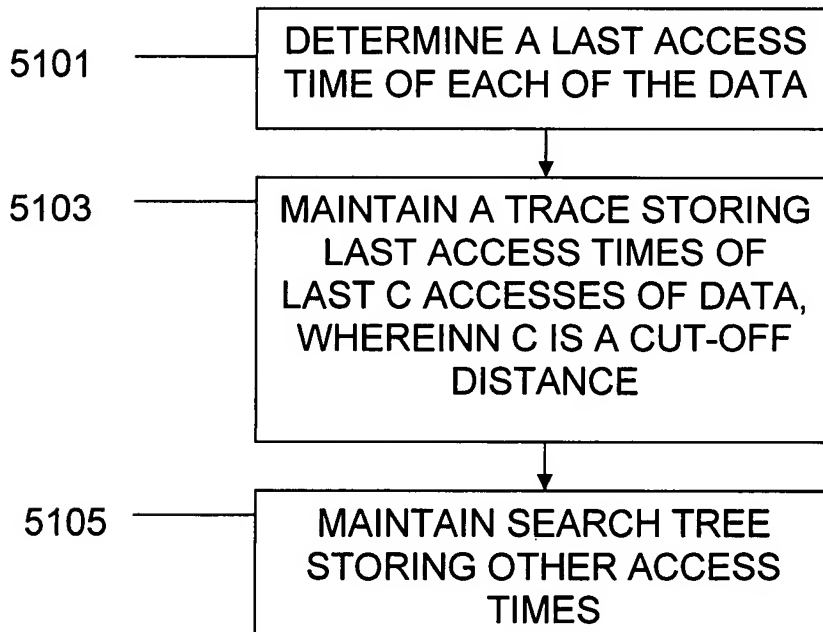 5101
DETERMINE A LAST ACCESS
TIME OF EACH OF THE DATA
5103
MAINTAIN A TRACE STORING
LAST ACCESS TIMES OF
LAST C ACCESSES OF DATA,
WHEREINN C IS A CUT-OFF
DISTANCE
5105
MAINTAIN SEARCH TREE
STORING OTHER ACCESS
TIMES